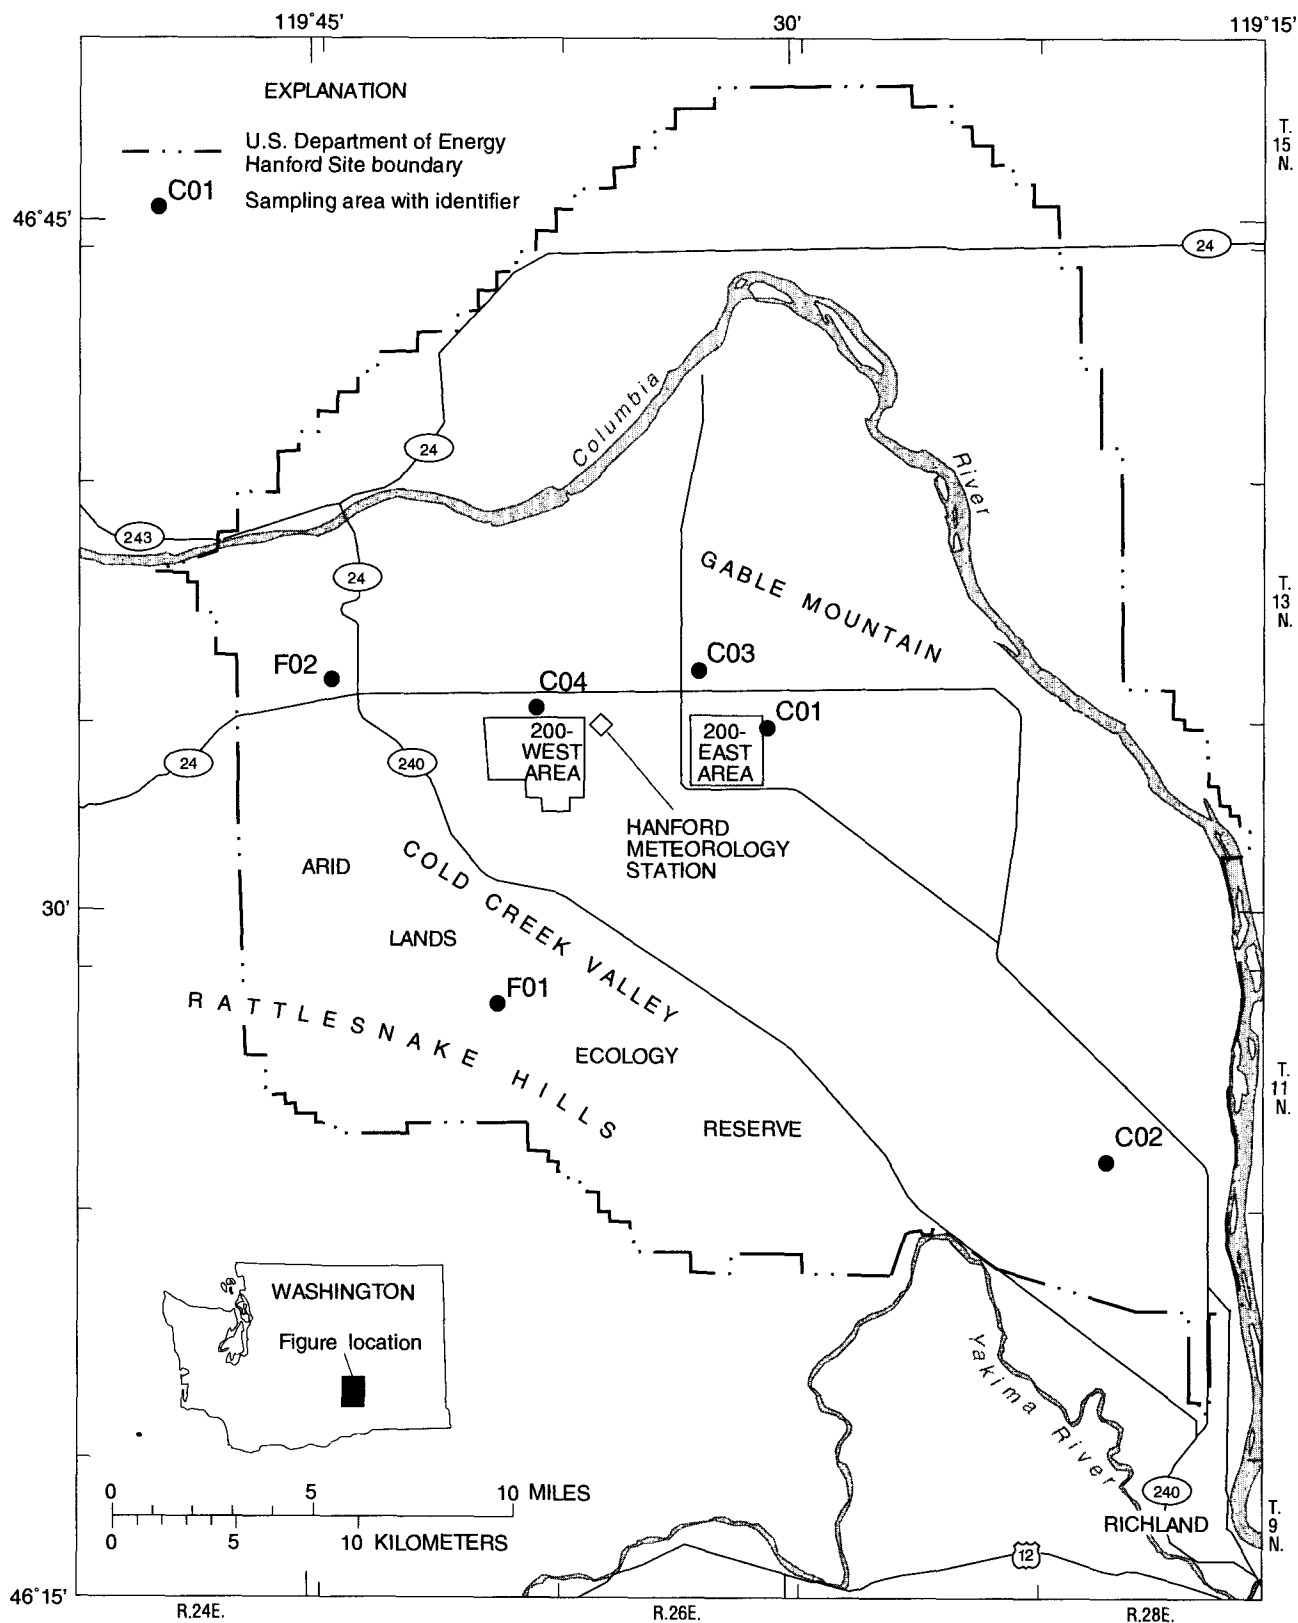 119°45' 30' 119°15'
EXPLANATION
U.S. Department of Energy
Hanford Site boundary
C01
Sampling area with identifier
T.
15
N.
46°45'
24
Columbia
River
24
243
24
GABLE MOUNTAIN
T.
13
N.
F02
C03
C04
C01
200-
WEST
AREA
200-
EAST
AREA
24
240
HANFORD
METEOROLOGY
STATION
ARID
COLD CREEK VALLEY
30'
LANDS
F01
RATTLESNAKE HILLS
ECOLOGY
T.
11
N.
RESERVE
C02
WASHINGTON
Figure location
Yakima River
0 5 10 MILES
0 5 10 KILOMETERS
240
RICHLAND
T.
9
N.
12
46°15'
R.24E. R.26E. R.28E.